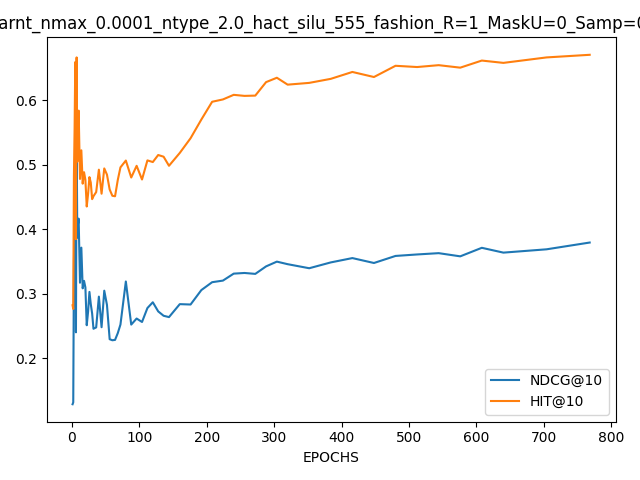 arnt_nmax_0.0001_ntype_2.0_hact_silu_555_fashion_R=1_MaskU=0_Samp=0
0.6
0.5
0.4
0.3
0.2
NDCG@10
HIT@10
0 100 200 300 400 500 600 700 800
EPOCHS